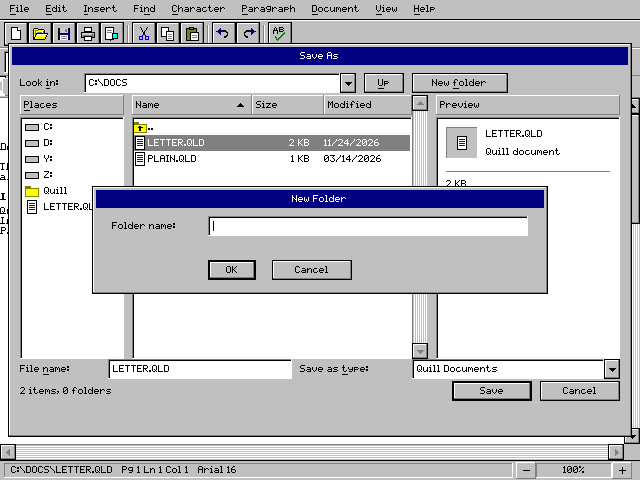 File Edit Insert Find Character Paragraph Document View Help
AB
Save As
Look in: C:\DOCS Up New folder
Places Name Size Modified Preview
C:
D:
Y:
Z:
Quill
LETTER.QL
..
LETTER.QLD 2 KB 11/24/2026
PLAIN.QLD 1 KB 03/14/2026
LETTER.QLD
Quill document
2 KB
New Folder
Folder name:
OK Cancel
File name: LETTER.QLD Save as type: Quill Documents
2 items, 0 folders Save Cancel
C:\DOCS\LETTER.QLD Pg 1 Ln 1 Col 1 Arial 16 100%